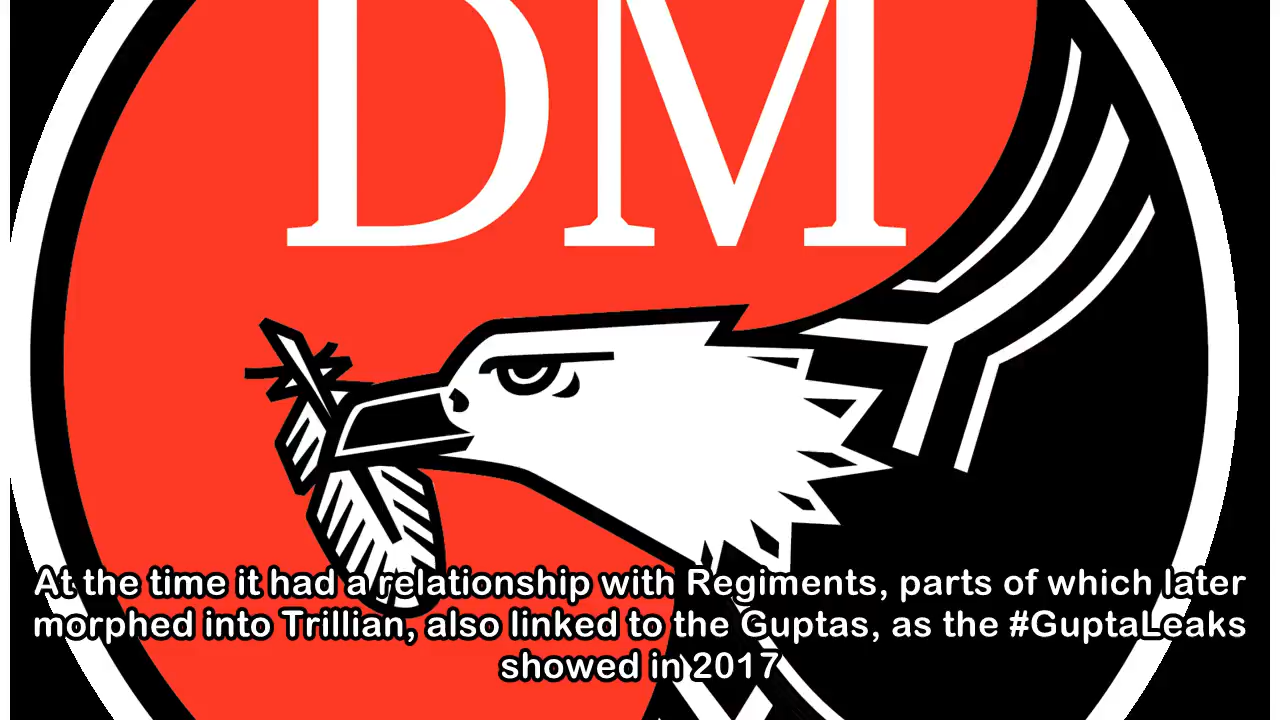 DM
At the time it had a relationship with Regiments, parts of which later
morphed into Trillian, also linked to the Guptas, as the #GuptaLeaks
showed in 2017